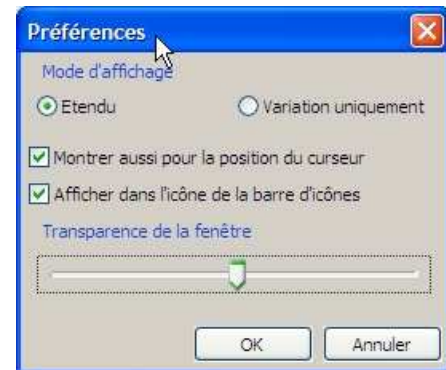 Préférences
Mode d'affichage
Etendu Variation uniquement
Montrer aussi pour la position du curseur
Afficher dans l'icône de la barre d'icônes
Transparence de la fenêtre
OK Annuler